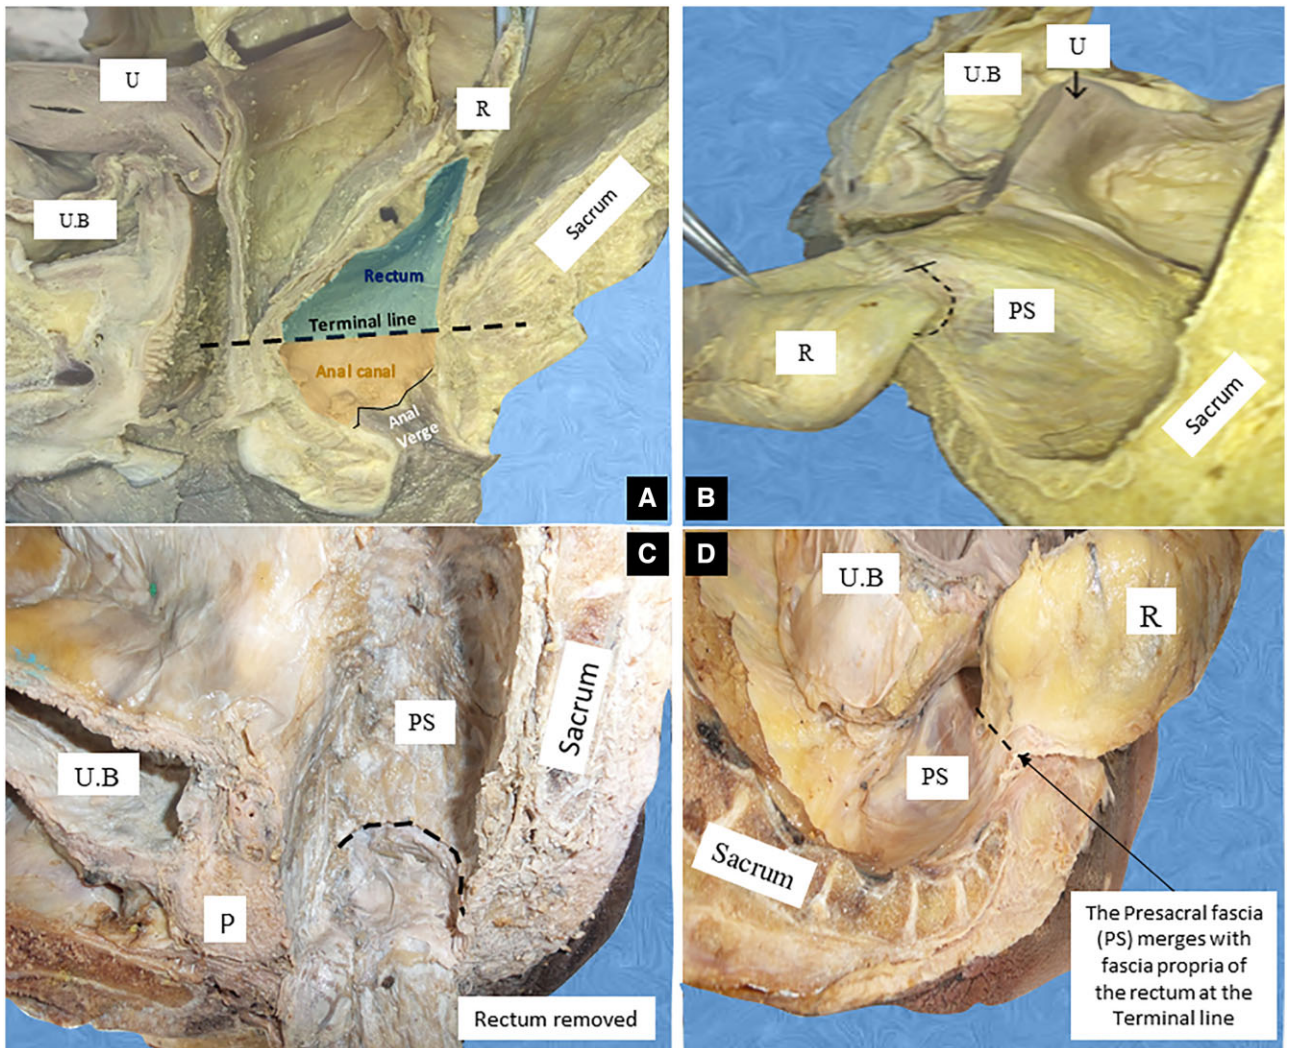 U
R
U.B
Sacrum
Rectum
Terminal line
Anal canal
Anal
Verge
A
U
U.B
PS
R
Sacrum
B
C
PS
Sacrum
U.B
P
Rectum removed
D
U.B
R
PS
Sacrum
The Presacral fascia
(PS) merges with
fascia propria of
the rectum at the
Terminal line